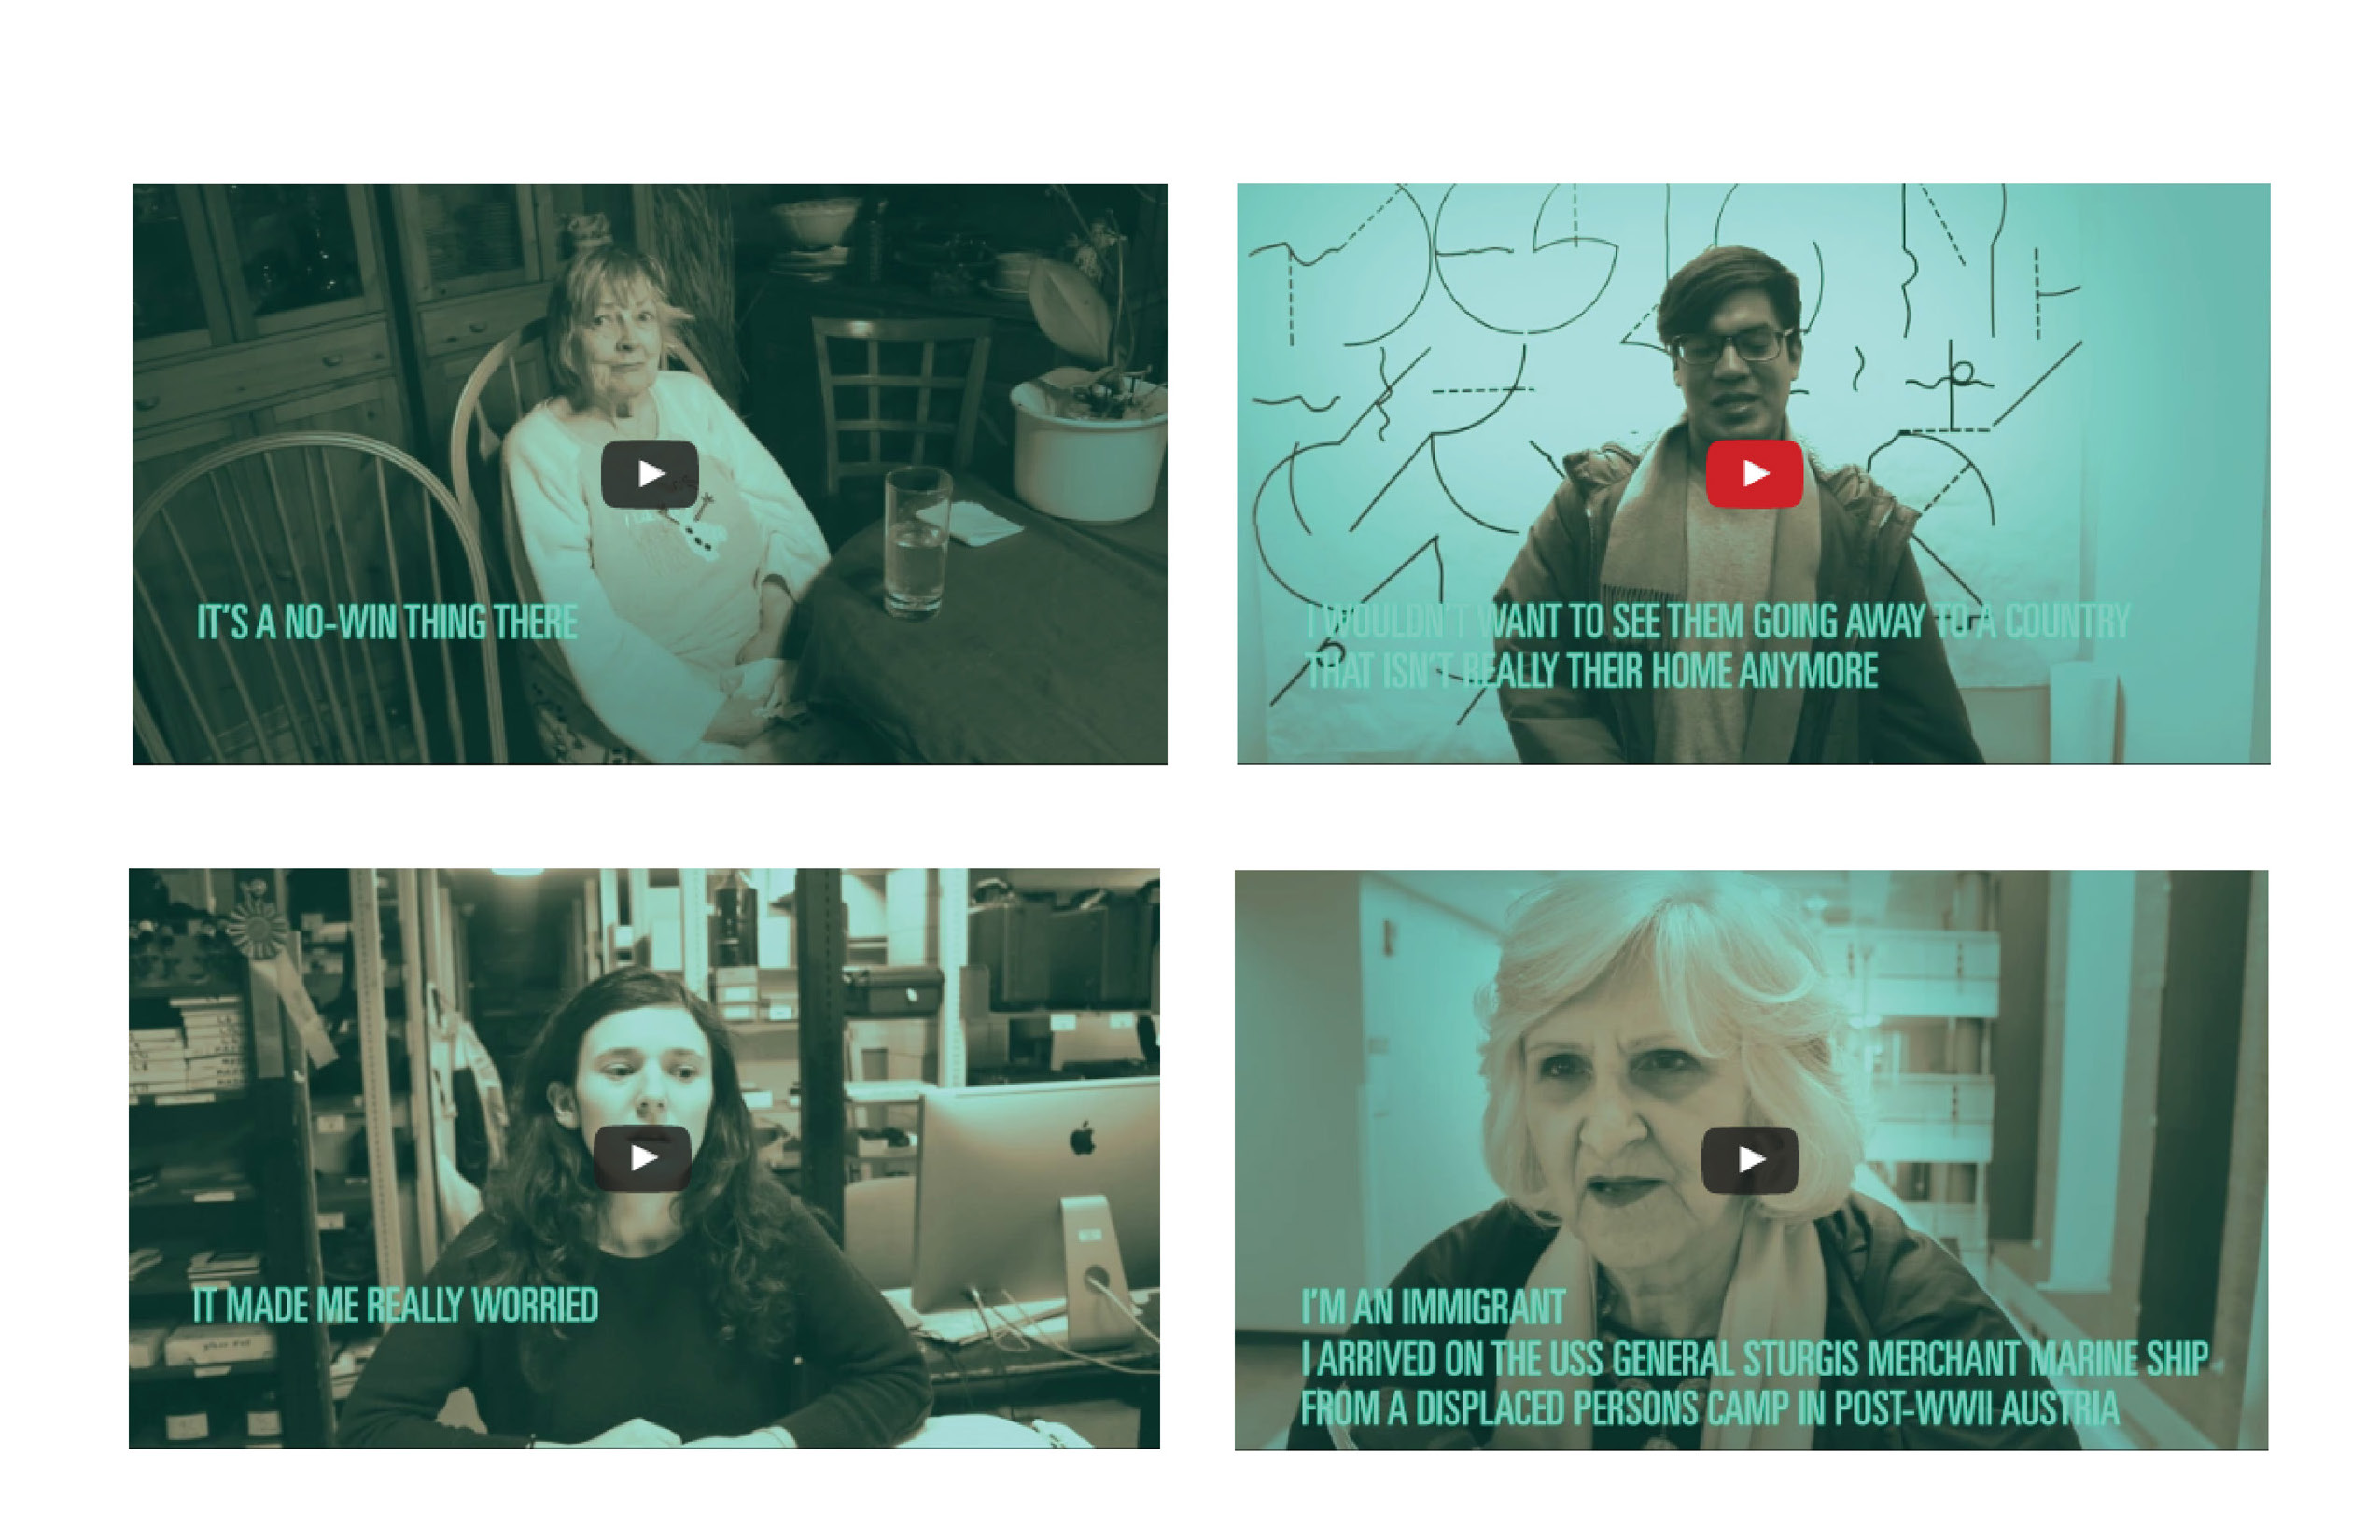 IT'S A NO-WIN THING THERE
I WOULDN'T WANT TO SEE THEM GOING AWAY TO A COUNTRY
THAT ISN'T REALLY THEIR HOME ANYMORE
IT MADE ME REALLY WORRIED
I'M AN IMMIGRANT
I ARRIVED ON THE USS GENERAL STURGIS MERCHANT MARINE SHIP
FROM A DISPLACED PERSONS CAMP IN POST-WWII AUSTRIA